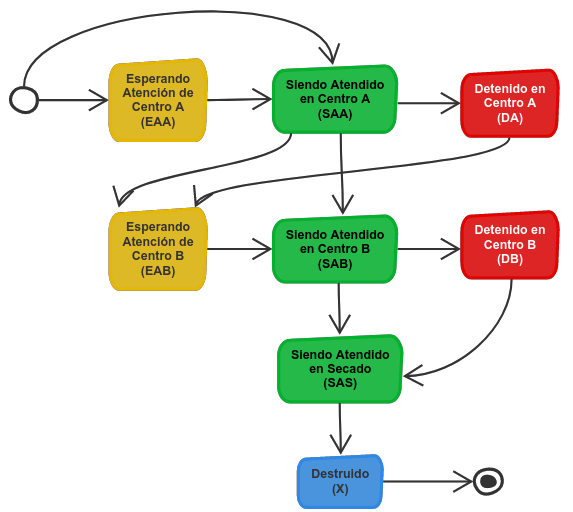 Esperando
Atención de
Centro A
(EAA)
Siendo Atendido
en Centro A
(SAA)
Detenido en
Centro A
(DA)
Esperando
Atención de
Centro B
(EAB)
Siendo Atendido
en Centro B
(SAB)
Detenido en
Centro B
(DB)
Siendo Atendido
en Secado
(SAS)
Destruido
(X)